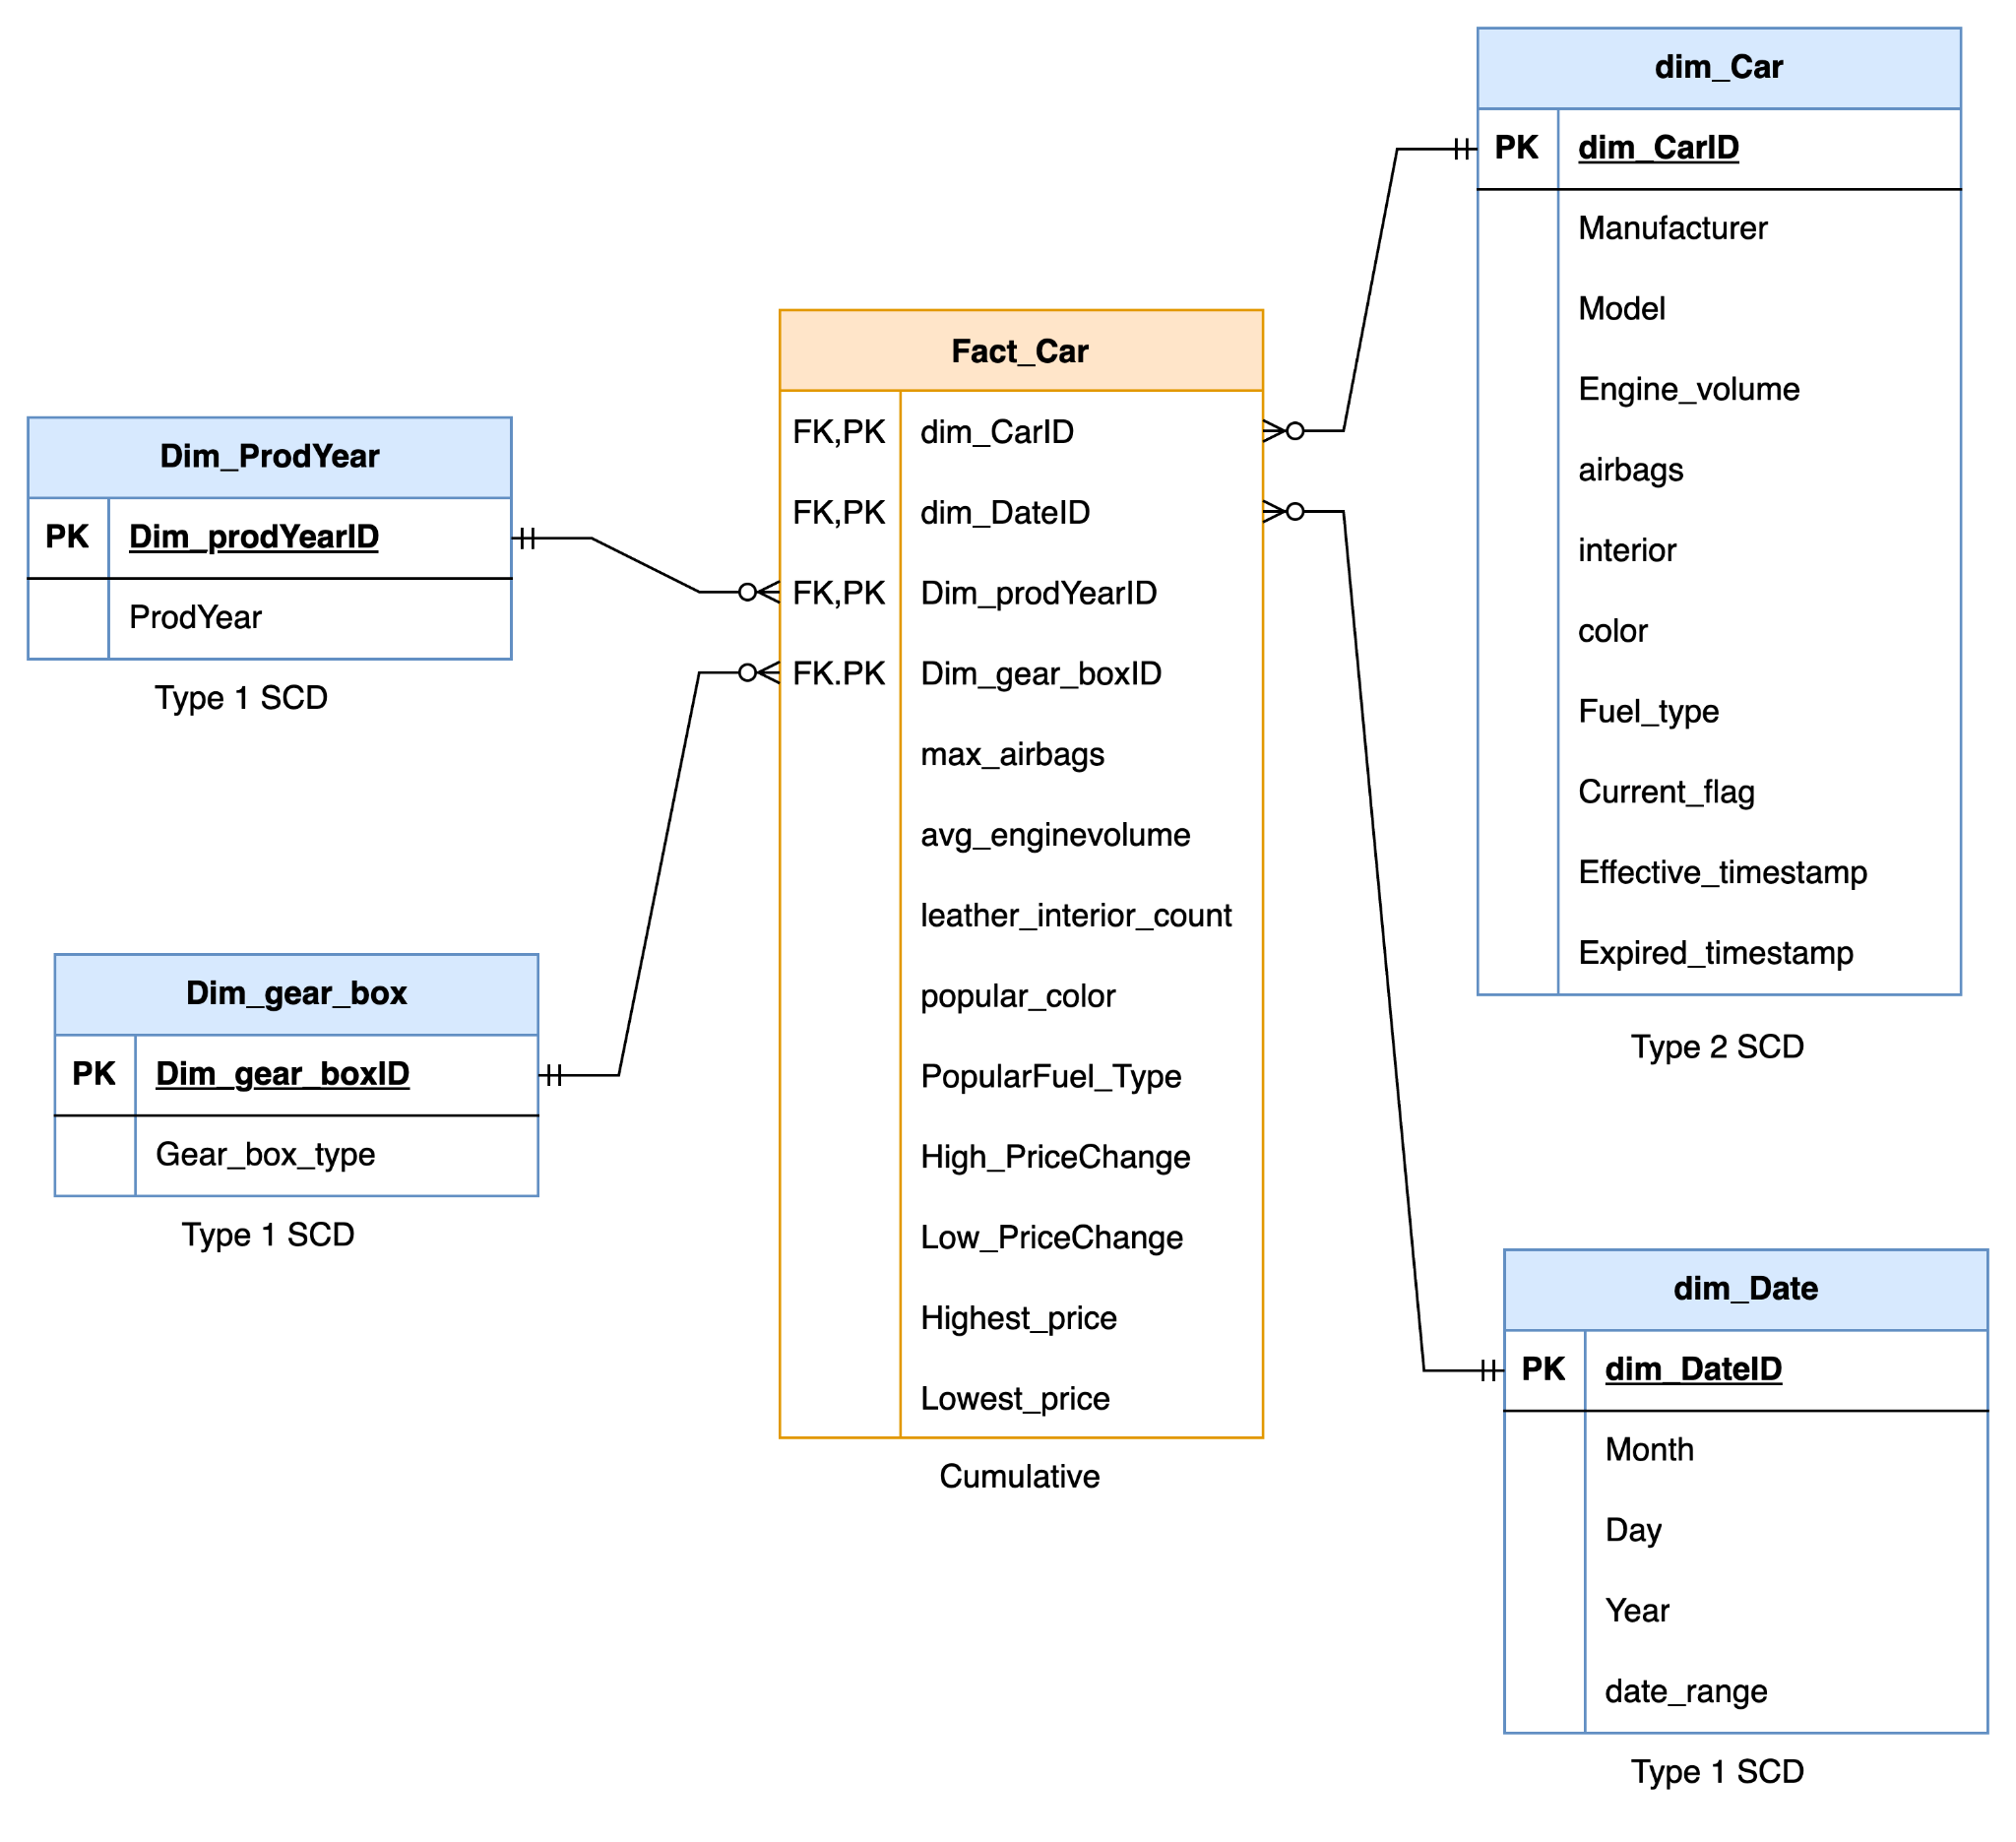 dim_Car
PK dim_CarID
Manufacturer
Model
Engine_volume
airbags
interior
color
Fuel_type
Current_flag
Effective_timestamp
Expired_timestamp
Type 2 SCD
Fact_Car
FK,PK dim_CarID
FK,PK dim_DateID
FK,PK Dim_prodYearID
FK.PK Dim_gear_boxID
max_airbags
avg_enginevolume
leather_interior_count
popular_color
PopularFuel_Type
High_PriceChange
Low_PriceChange
Highest_price
Lowest_price
Cumulative
Dim_ProdYear
PK Dim_prodYearID
ProdYear
Type 1 SCD
Dim_gear_box
PK Dim_gear_boxID
Gear_box_type
Type 1 SCD
dim_Date
PK dim_DateID
Month
Day
Year
date_range
Type 1 SCD